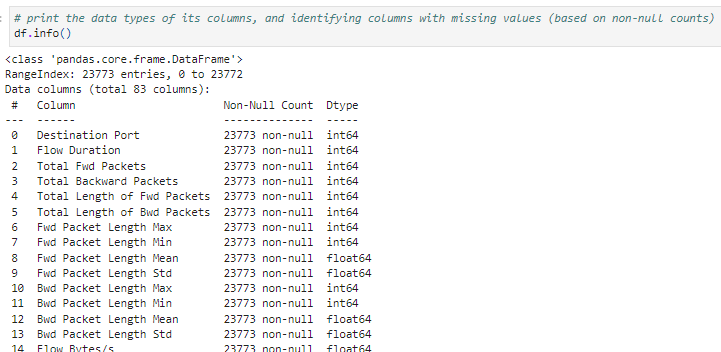 # print the data types of its columns, and identifying columns with missing values (based on non-null counts)
df.info()
<class 'pandas.core.frame.DataFrame'>
RangeIndex: 23773 entries, 0 to 23772
Data columns (total 83 columns):
#   Column                       Non-Null Count  Dtype
---  ------                       --------------  -----
0   Destination Port             23773 non-null  int64
1   Flow Duration                23773 non-null  int64
2   Total Fwd Packets            23773 non-null  int64
3   Total Backward Packets       23773 non-null  int64
4   Total Length of Fwd Packets  23773 non-null  int64
5   Total Length of Bwd Packets  23773 non-null  int64
6   Fwd Packet Length Max        23773 non-null  int64
7   Fwd Packet Length Min        23773 non-null  int64
8   Fwd Packet Length Mean       23773 non-null  float64
9   Fwd Packet Length Std        23773 non-null  float64
10  Bwd Packet Length Max        23773 non-null  int64
11  Bwd Packet Length Min        23773 non-null  int64
12  Bwd Packet Length Mean       23773 non-null  float64
13  Bwd Packet Length Std        23773 non-null  float64
14  Flow Bytes/s                 23773 non-null  float64